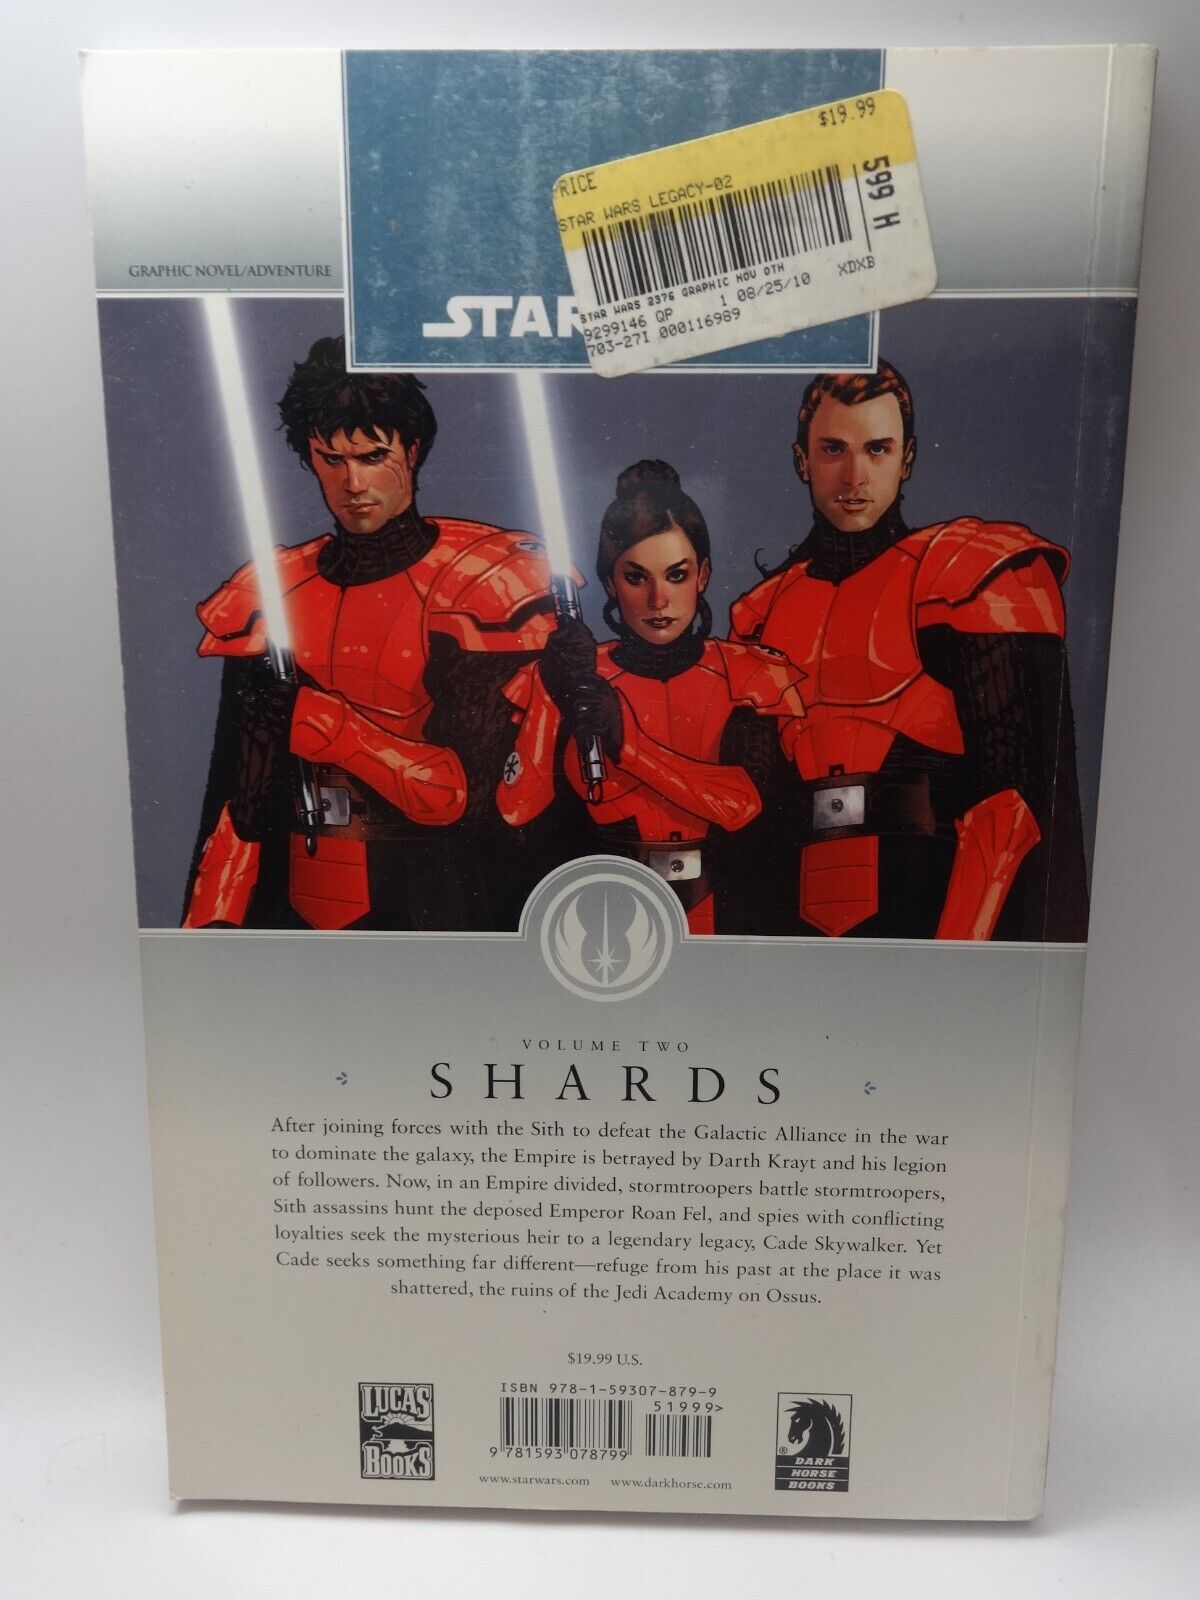 $19.99
PRICE
599 H
STAR WARS LEGACY-02
STAR WARS 2376 GRAPHIC NOV OTH
9299146 QP 1 08/25/10 XDXB
703-27I 000116989
GRAPHIC NOVEL/ADVENTURE
STAR
VOLUME TWO
SHARDS
After joining forces with the Sith to defeat the Galactic Alliance in the war
to dominate the galaxy, the Empire is betrayed by Darth Krayt and his legion
of followers. Now, in an Empire divided, stormtroopers battle stormtroopers,
Sith assassins hunt the deposed Emperor Roan Fel, and spies with conflicting
loyalties seek the mysterious heir to a legendary legacy, Cade Skywalker. Yet
Cade seeks something far different—refuge from his past at the place it was
shattered, the ruins of the Jedi Academy on Ossus.
$19.99 U.S.
LUCAS
BOOKS
ISBN 978-1-59307-879-9
51999>
9 781593 078799
www.starwars.com www.darkhorse.com
®
DARK
HORSE
BOOKS